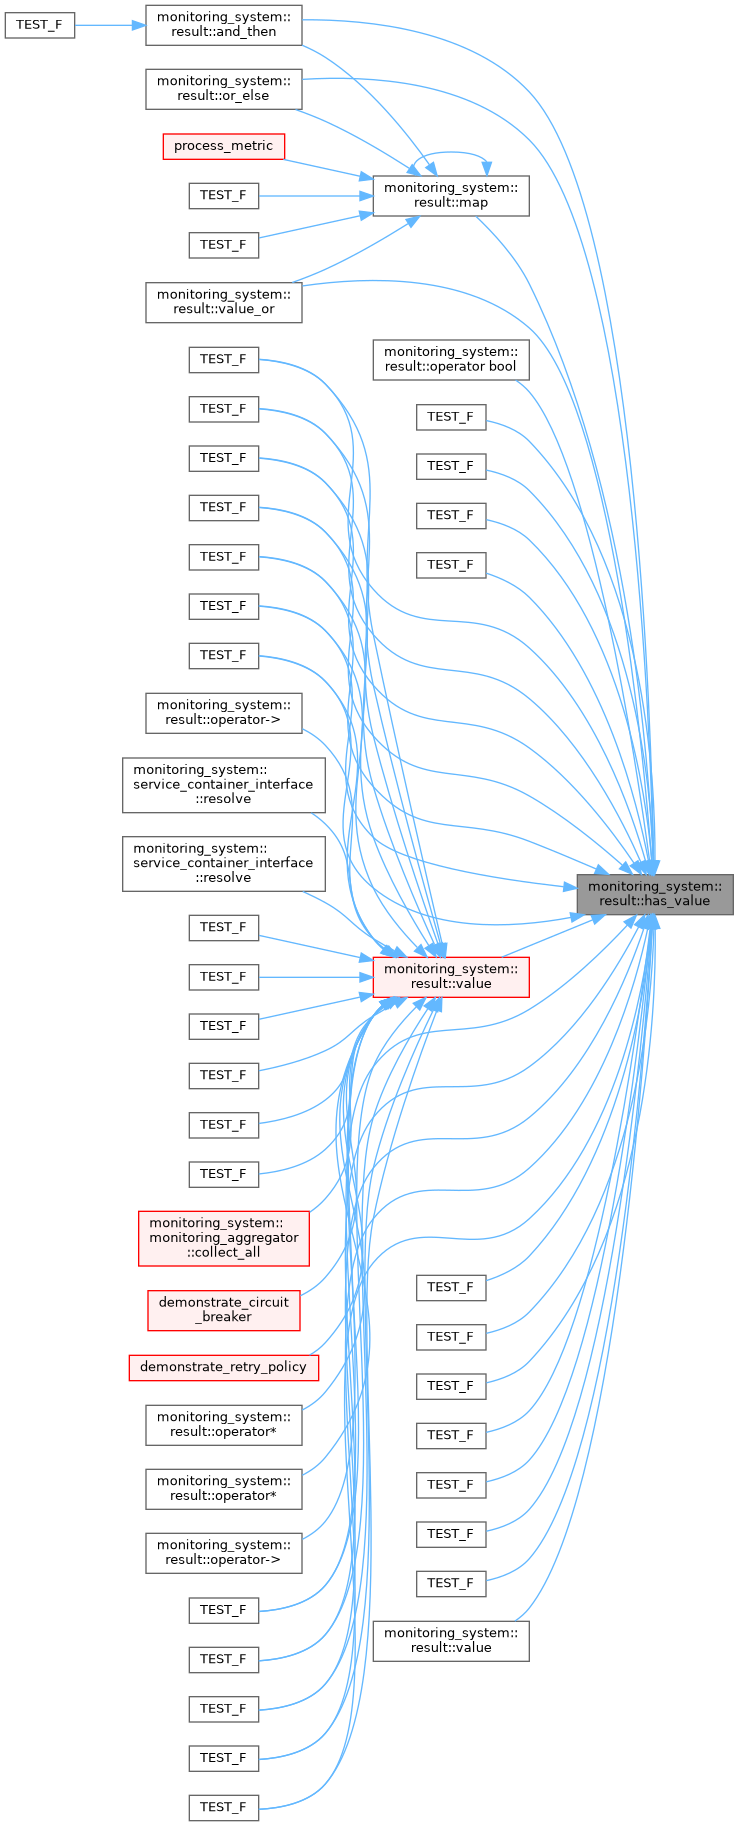 TEST_F
monitoring_system::
result::and_then
monitoring_system::
result::or_else
process_metric
monitoring_system::
result::map
TEST_F
TEST_F
monitoring_system::
result::value_or
monitoring_system::
result::operator bool
TEST_F
TEST_F
TEST_F
TEST_F
TEST_F
TEST_F
TEST_F
TEST_F
TEST_F
TEST_F
TEST_F
monitoring_system::
result::operator->
monitoring_system::
service_container_interface
::resolve
monitoring_system::
service_container_interface
::resolve
monitoring_system::
result::has_value
TEST_F
monitoring_system::
result::value
TEST_F
TEST_F
TEST_F
TEST_F
TEST_F
monitoring_system::
monitoring_aggregator
::collect_all
demonstrate_circuit
_breaker
demonstrate_retry_policy
monitoring_system::
result::operator*
monitoring_system::
result::operator*
monitoring_system::
result::operator->
TEST_F
TEST_F
TEST_F
TEST_F
TEST_F
TEST_F
TEST_F
monitoring_system::
result::value
TEST_F
TEST_F
TEST_F
TEST_F
TEST_F